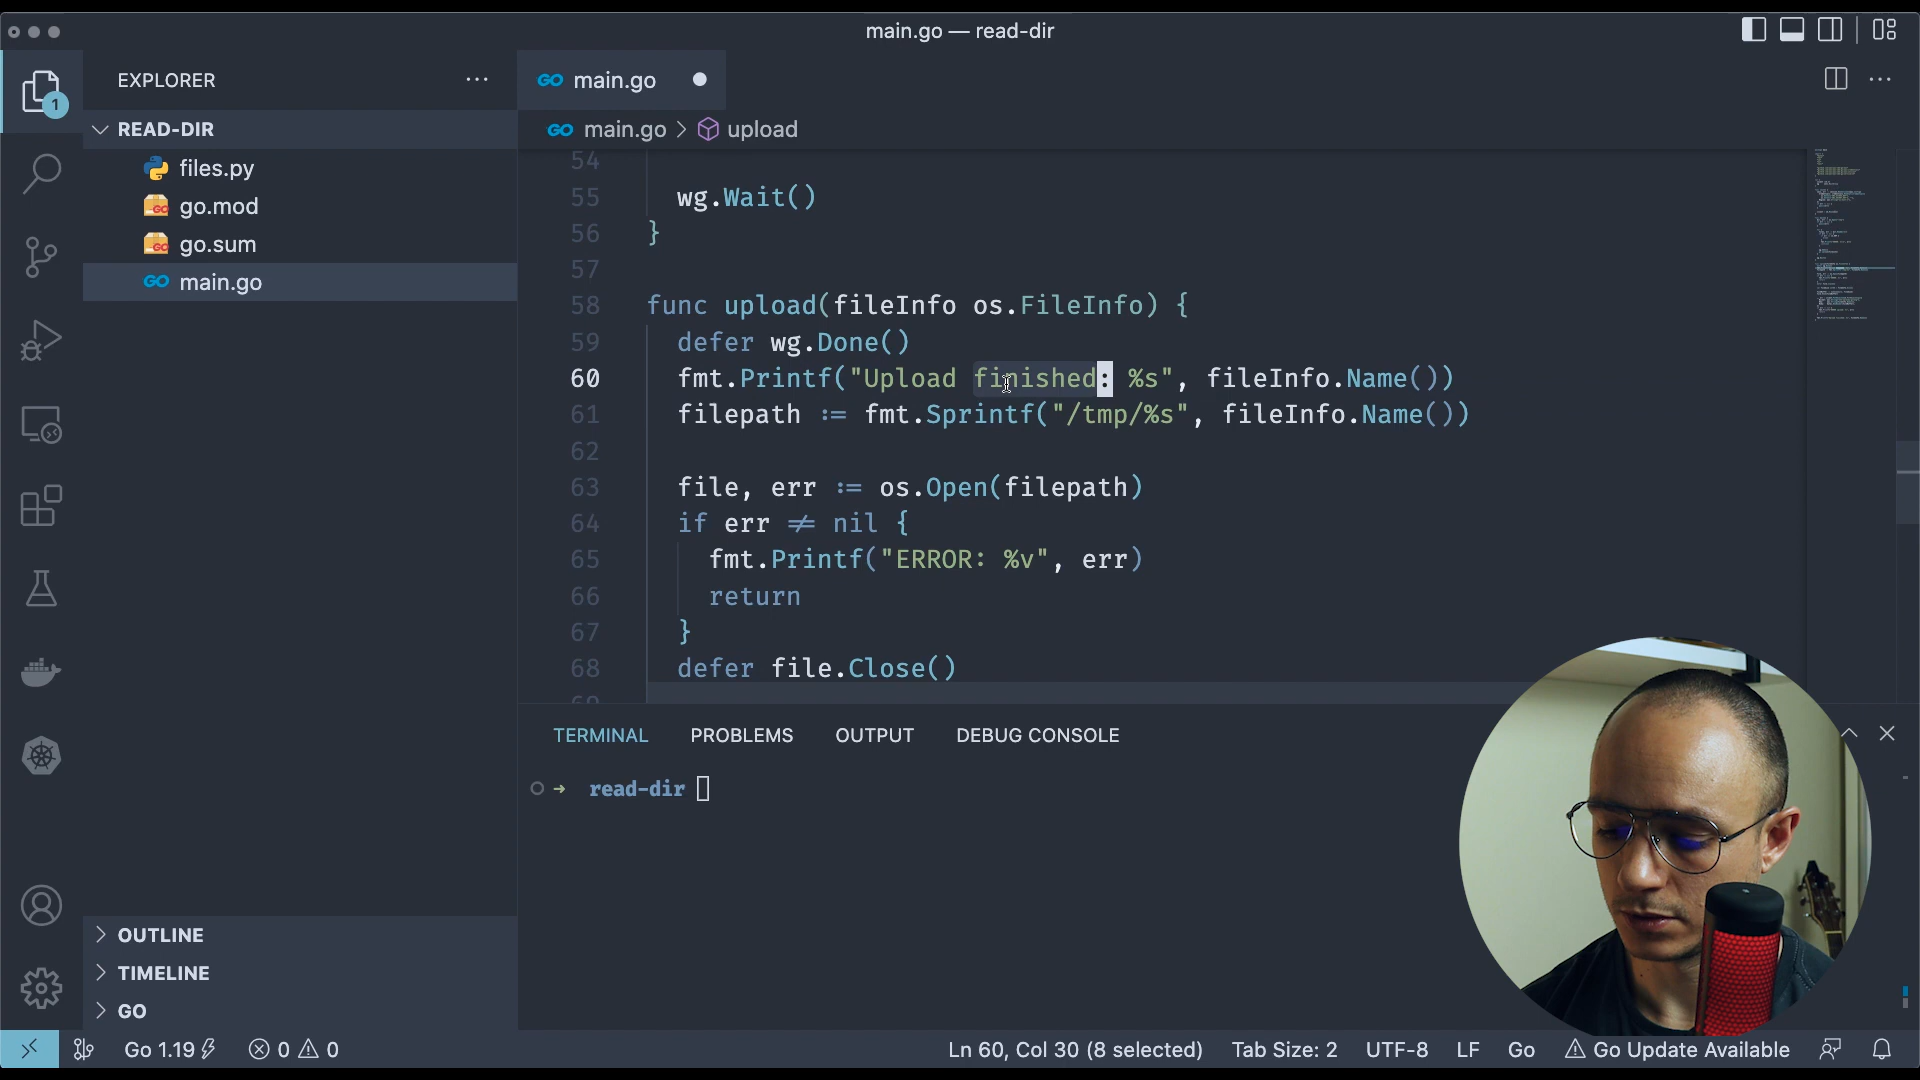 main.go — read-dir
EXPLORER
READ-DIR
files.py
go.mod
go.sum
main.go
OUTLINE
TIMELINE
GO
1
GO main.go
GO main.go > upload
54
55 wg.Wait()
56 }
57
58 func upload(fileInfo os.FileInfo) {
59 defer wg.Done()
60 fmt.Printf("Upload finished: %s", fileInfo.Name())
61 filepath := fmt.Sprintf("/tmp/%s", fileInfo.Name())
62
63 file, err := os.Open(filepath)
64 if err ≠ nil {
65 fmt.Printf("ERROR: %v", err)
66 return
67 }
68 defer file.Close()
69
TERMINAL PROBLEMS OUTPUT DEBUG CONSOLE
→ read-dir
Go 1.19 0 0
Ln 60, Col 30 (8 selected) Tab Size: 2 UTF-8 LF Go Go Update Available